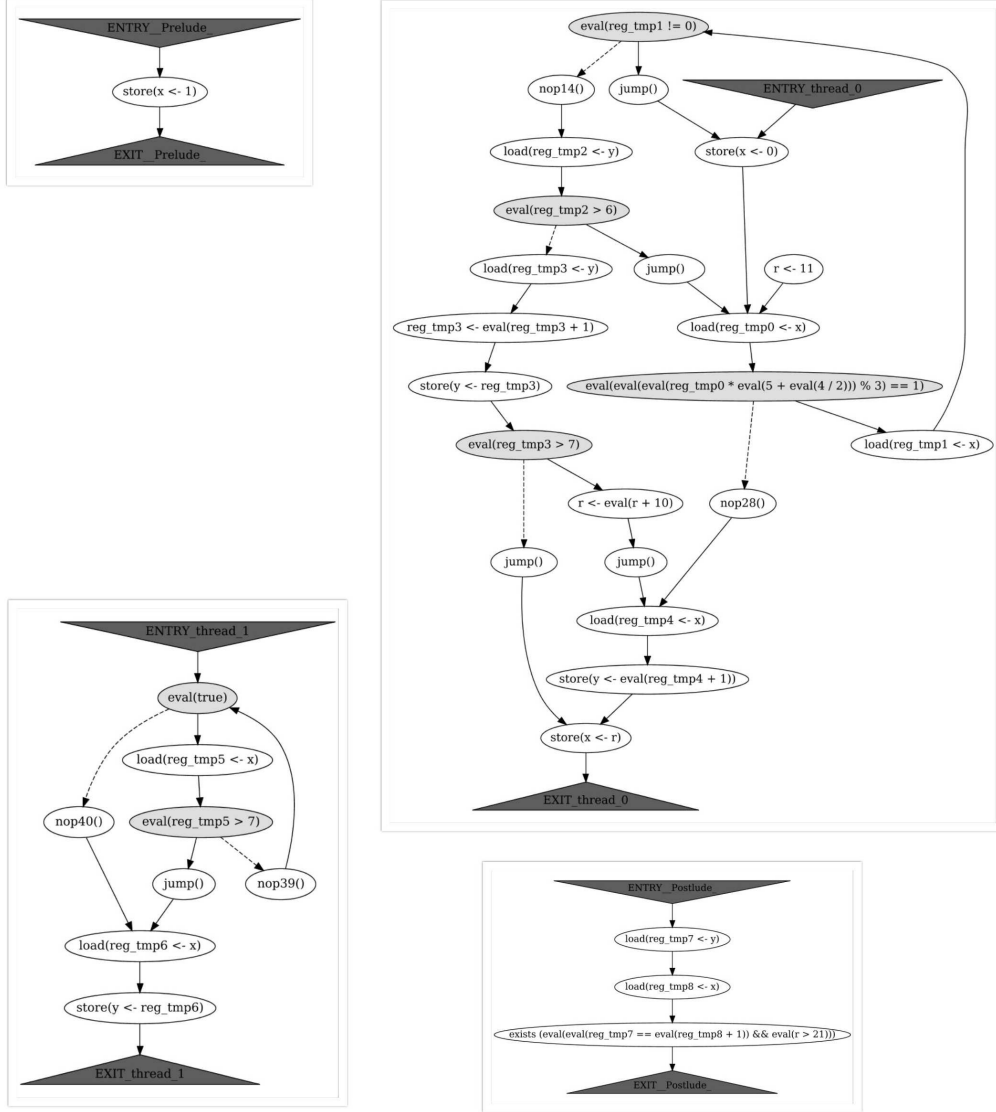 ENTRY__Prelude_
store(x <- 1)
EXIT__Prelude_
eval(reg_tmp1 != 0)
nop14()
jump()
ENTRY_thread_0
load(reg_tmp2 <- y)
store(x <- 0)
eval(reg_tmp2 > 6)
load(reg_tmp3 <- y)
jump()
r <- 11
reg_tmp3 <- eval(reg_tmp3 + 1)
load(reg_tmp0 <- x)
store(y <- reg_tmp3)
eval(eval(eval(reg_tmp0 * eval(5 + eval(4 / 2))) % 3) == 1)
eval(reg_tmp3 > 7)
load(reg_tmp1 <- x)
r <- eval(r + 10)
nop28()
jump()
jump()
load(reg_tmp4 <- x)
store(y <- eval(reg_tmp4 + 1))
store(x <- r)
EXIT_thread_0
ENTRY_thread_1
eval(true)
load(reg_tmp5 <- x)
nop40()
eval(reg_tmp5 > 7)
jump()
nop39()
load(reg_tmp6 <- x)
store(y <- reg_tmp6)
EXIT_thread_1
ENTRY__Postlude_
load(reg_tmp7 <- y)
load(reg_tmp8 <- x)
exists (eval(eval(reg_tmp7 == eval(reg_tmp8 + 1)) && eval(r > 21)))
EXIT__Postlude_